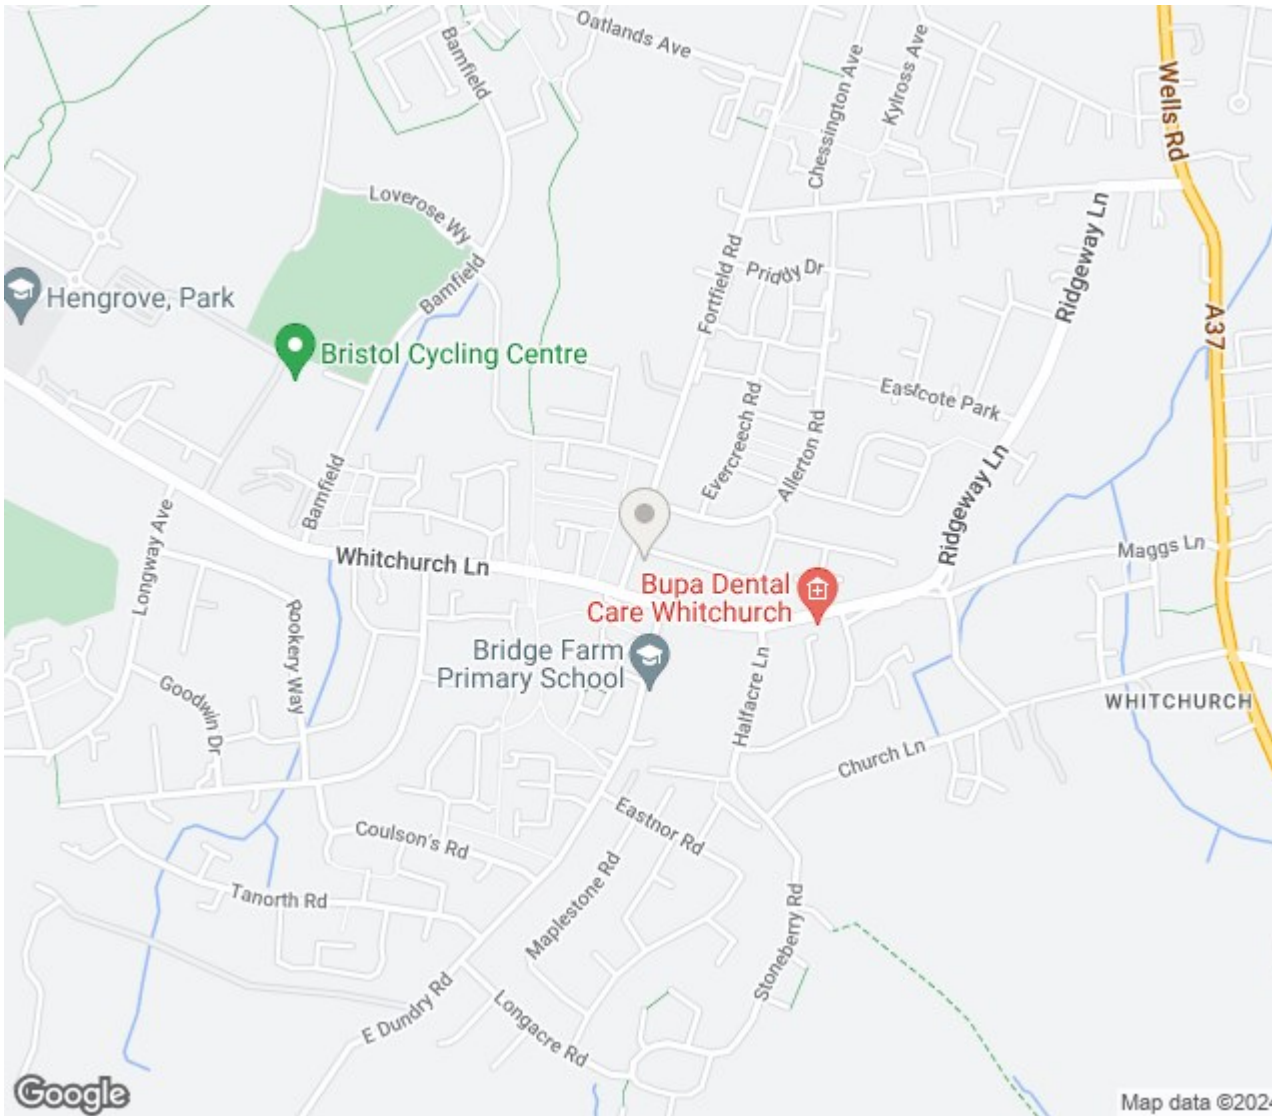 Oatlands Ave
Bamfield
Chessington Ave
Kylross Ave
Wells Rd
Loverose Wy
Ridgeway Ln
Fortfield Rd
Priddy Dr
Bamfield
Hengrove, Park
A37
Bristol Cycling Centre
Eastcote Park
Evercreech Rd
Allerton Rd
Bamfield
Ridgeway Ln
Longway Ave
Whitchurch Ln
Maggs Ln
Bupa Dental
Care Whitchurch
Rookery Way
Bridge Farm
Primary School
Halfacre Ln
Goodwin Dr
WHITCHURCH
Church Ln
Eastnor Rd
Coulson's Rd
Tanorth Rd
Maplestone Rd
Stoneberry Rd
E Dundry Rd
Longacre Rd
Google
Map data ©2024